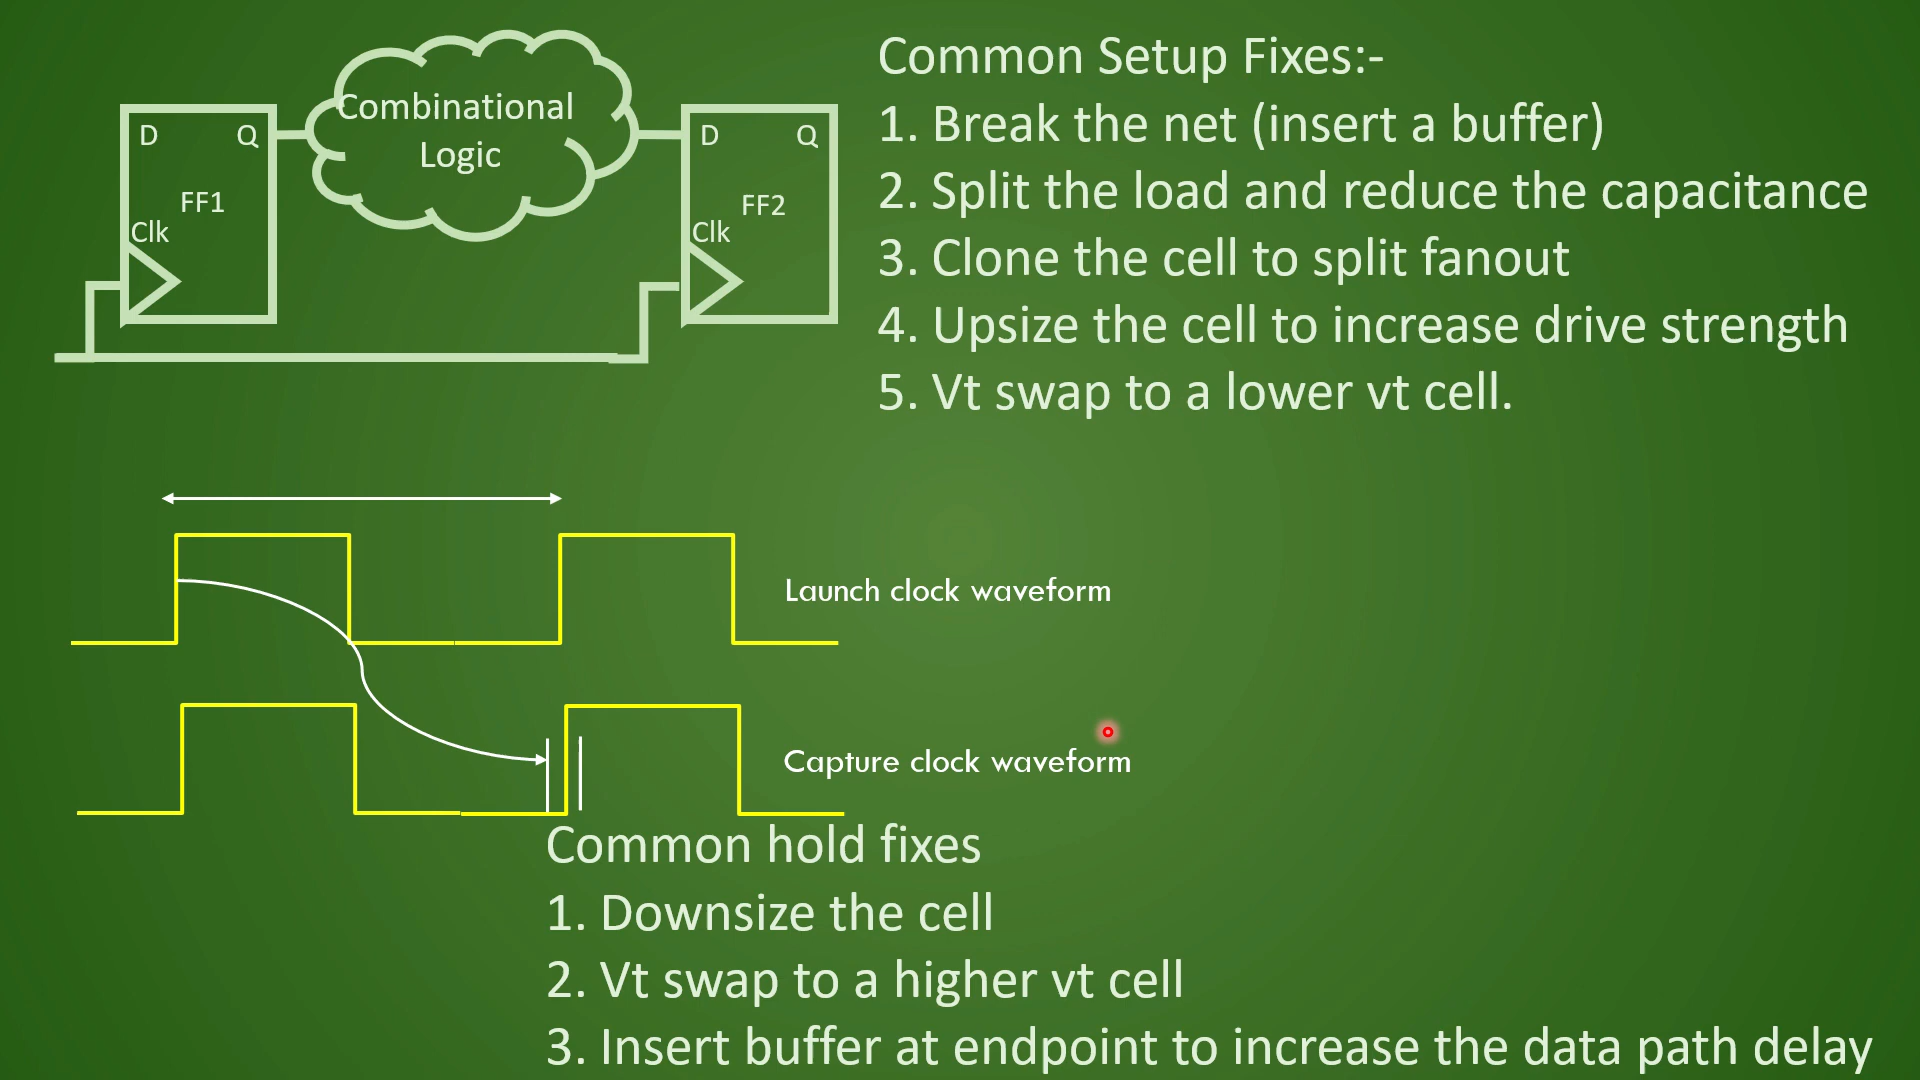 Combinational
Logic
D
Q
FF1
Clk
D
Q
FF2
Clk
Common Setup Fixes:-
1. Break the net (insert a buffer)
2. Split the load and reduce the capacitance
3. Clone the cell to split fanout
4. Upsize the cell to increase drive strength
5. Vt swap to a lower vt cell.
Launch clock waveform
Capture clock waveform
Common hold fixes
1. Downsize the cell
2. Vt swap to a higher vt cell
3. Insert buffer at endpoint to increase the data path delay